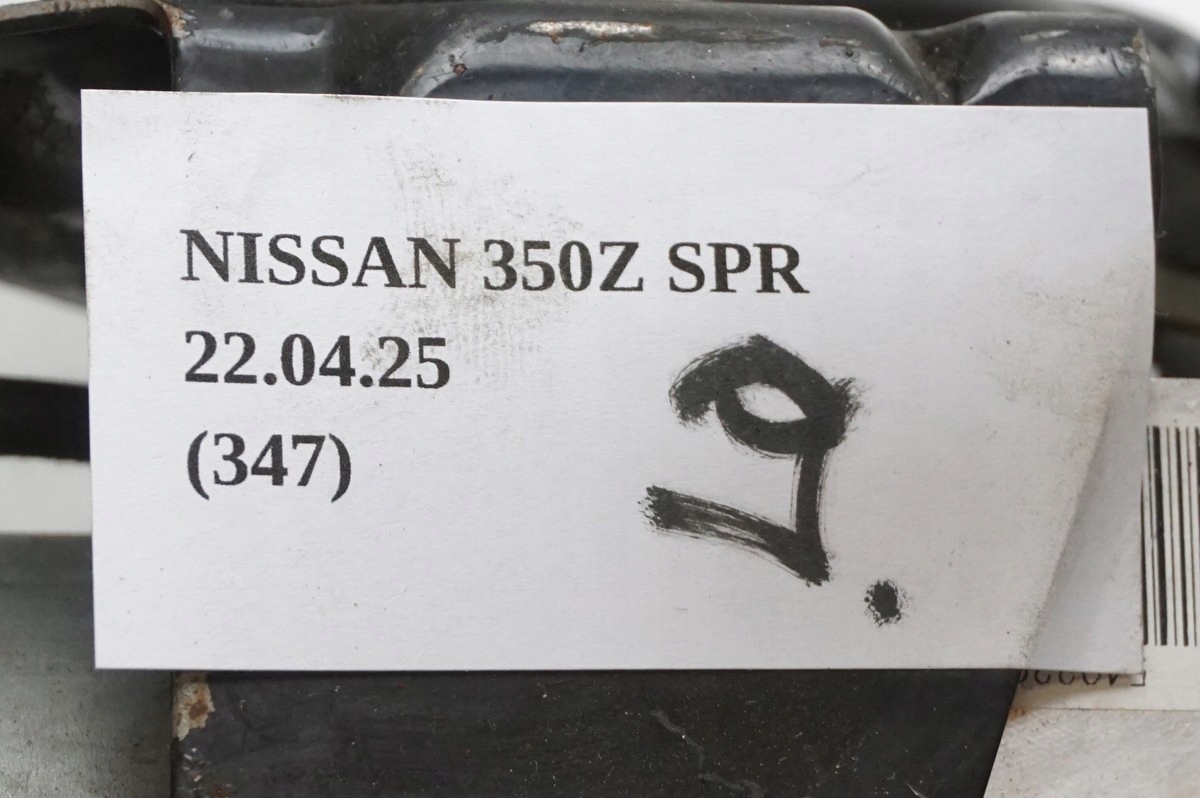 NISSAN 350Z SPR
22.04.25
(347)
9.